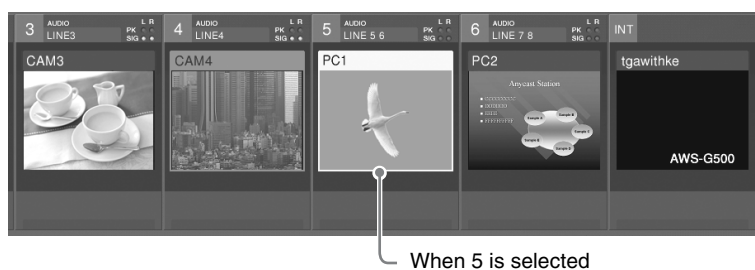 3 AUDIO LINE3 L R PK SIG
4 AUDIO LINE4 L R PK SIG
5 AUDIO LINE 5 6 L R PK SIG
6 AUDIO LINE 7 8 L R PK SIG
INT
CAM3
CAM4
PC1
PC2
tgawithke
Anycast Station
Sample A
AWS-G500
When 5 is selected